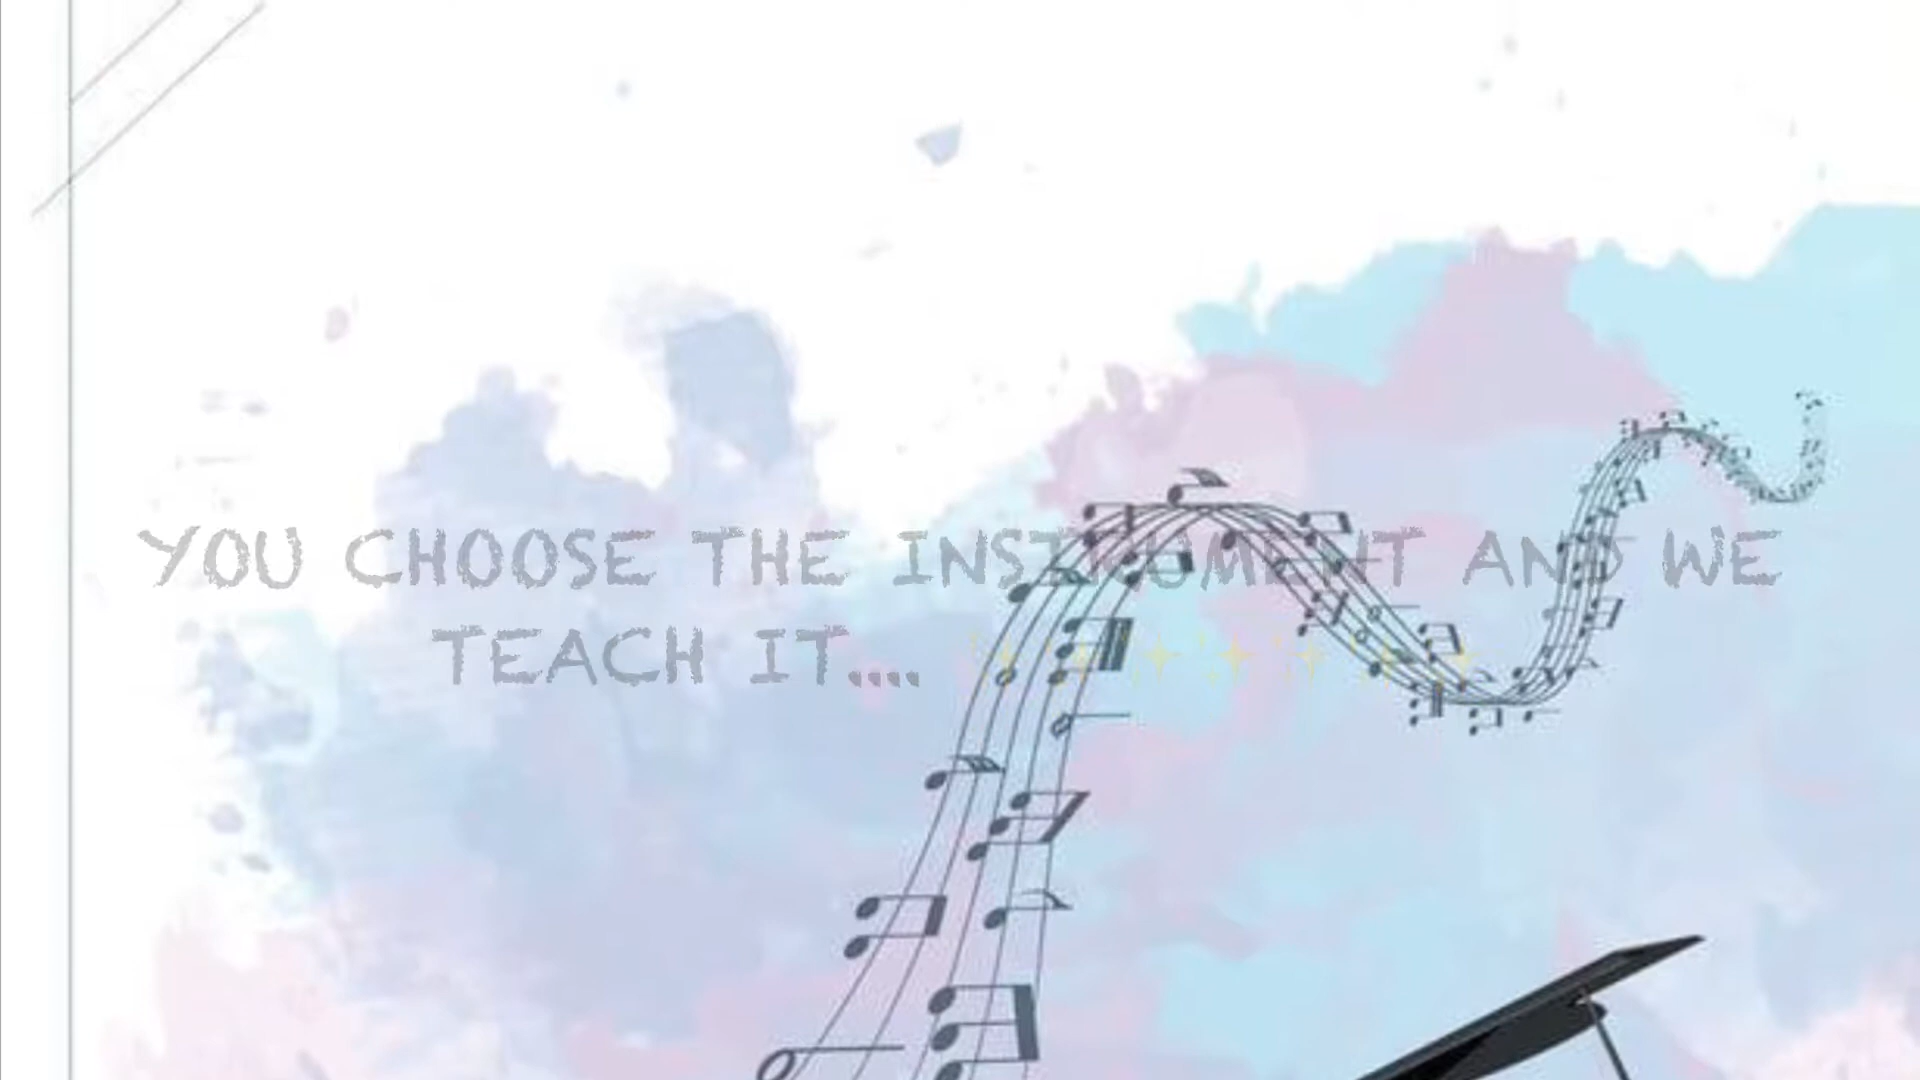 YOU CHOOSE THE INSTRUMENT AND WE
TEACH IT.... ✨✨✨✨✨✨✨